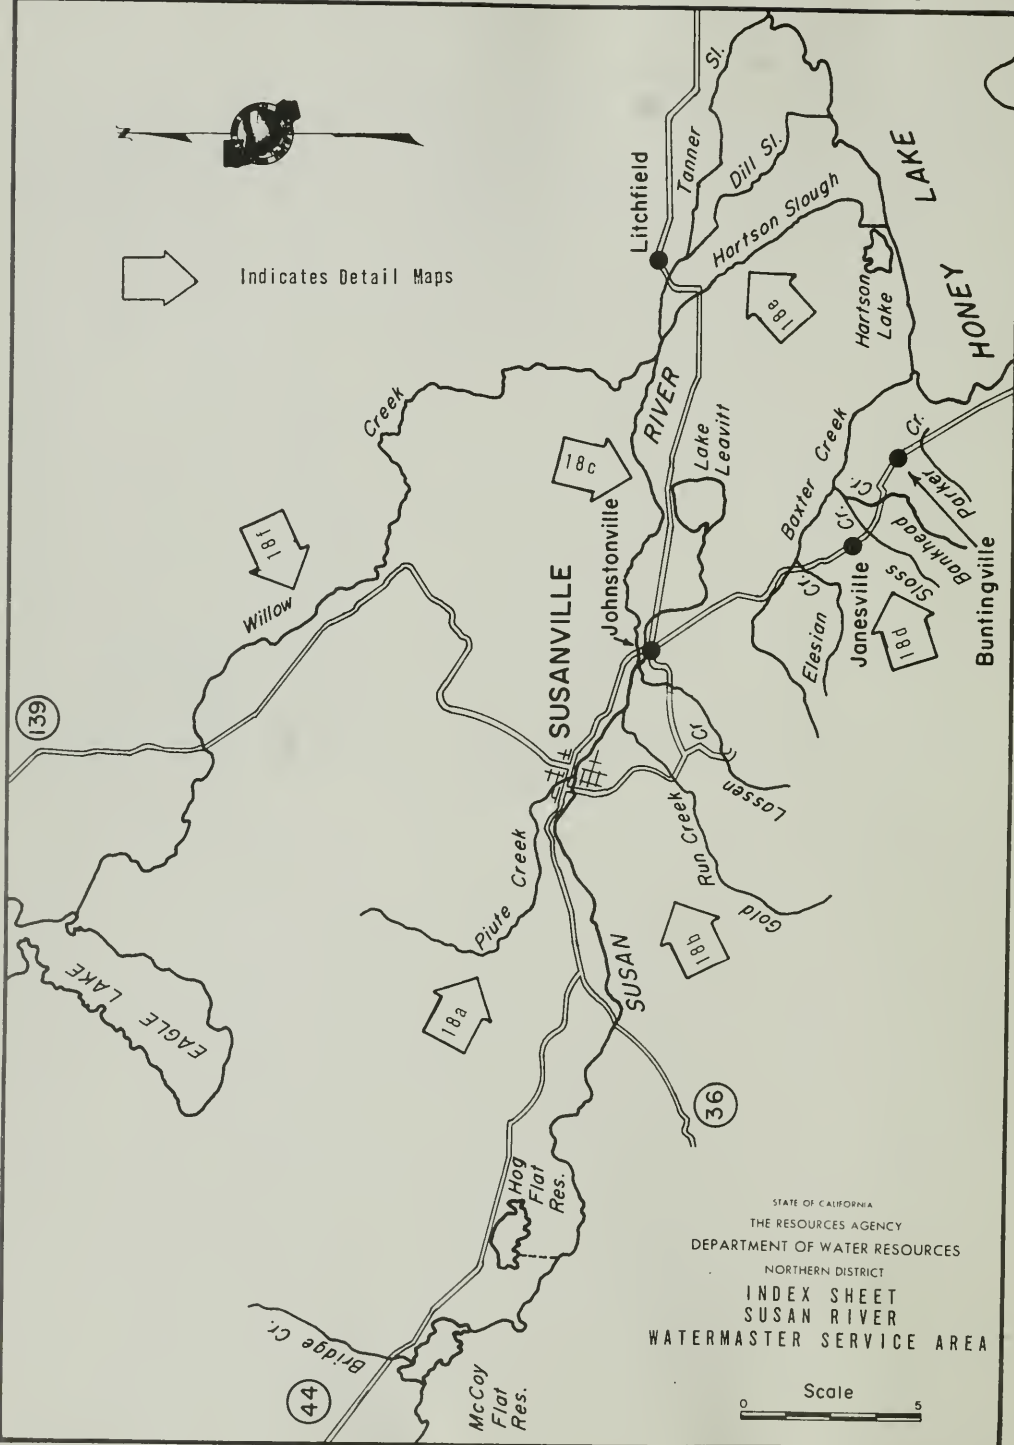 139
EAGLE LAKE
Willow
Creek
18f
Indicates Detail Maps
Litchfield
Tanner
Sl.
Dill Sl.
Hartson Slough
LAKE
HONEY
Hartson
Lake
18e
RIVER
Lake
Leavitt
18c
Johnstonville
SUSANVILLE
Baxter Creek
Cr.
Parker
Cr.
Bankhead
Cr.
Sloss
Cr.
Elesian
Janesville
Buntingville
18d
Cr
Lassen
Run Creek
Gold
18b
Piute Creek
18a
SUSAN
36
Hog
Flat
Res.
Bridge Cr.
44
McCoy
Flat
Res.
STATE OF CALIFORNIA
THE RESOURCES AGENCY
DEPARTMENT OF WATER RESOURCES
NORTHERN DISTRICT
INDEX SHEET
SUSAN RIVER
WATERMASTER SERVICE AREA
Scale
0 5